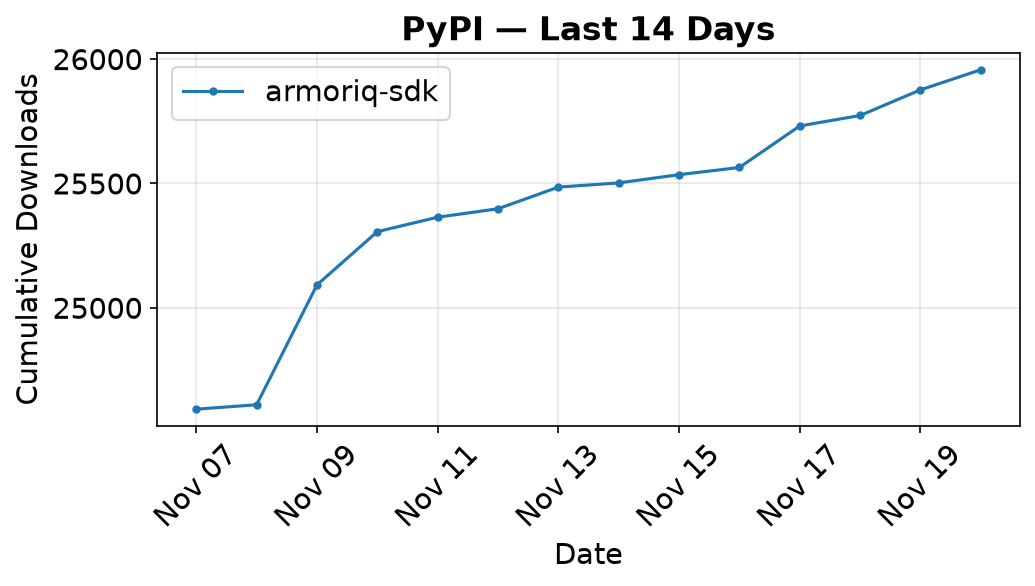 PyPI — Last 14 Days
armoriq-sdk
Cumulative Downloads
26000
25500
25000
Nov 07
Nov 09
Nov 11
Nov 13
Nov 15
Nov 17
Nov 19
Date